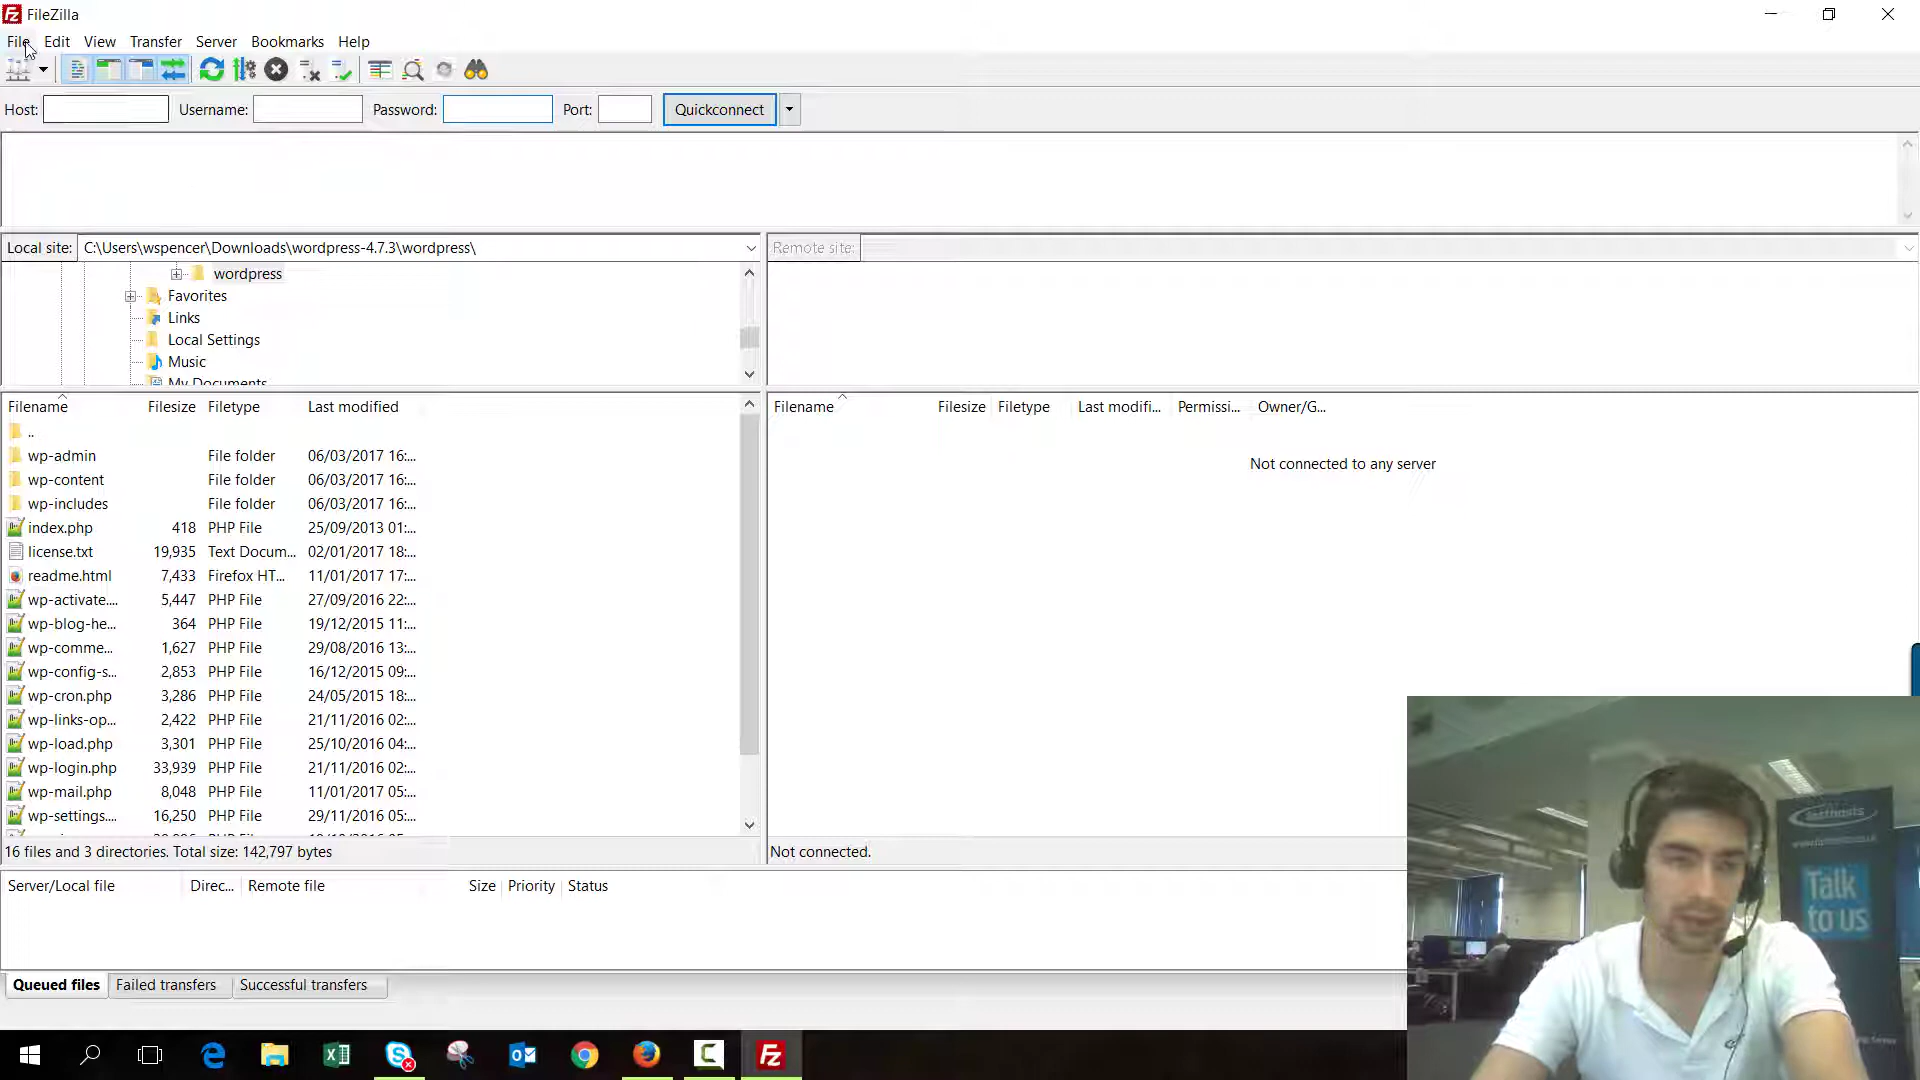 FileZilla
File Edit View Transfer Server Bookmarks Help
Host: Username: Password: Port: Quickconnect
Local site: C:\Users\wspencer\Downloads\wordpress-4.7.3\wordpress\ Remote site:
wordpress
Favorites
Links
Local Settings
Music
My Documents
Filename Filesize Filetype Last modified
..
wp-admin File folder 06/03/2017 16:...
wp-content File folder 06/03/2017 16:...
wp-includes File folder 06/03/2017 16:...
index.php 418 PHP File 25/09/2013 01:...
license.txt 19,935 Text Docum... 02/01/2017 18:...
readme.html 7,433 Firefox HT... 11/01/2017 17:...
wp-activate.... 5,447 PHP File 27/09/2016 22:...
wp-blog-he... 364 PHP File 19/12/2015 11:...
wp-comme... 1,627 PHP File 29/08/2016 13:...
wp-config-s... 2,853 PHP File 16/12/2015 09:...
wp-cron.php 3,286 PHP File 24/05/2015 18:...
wp-links-op... 2,422 PHP File 21/11/2016 02:...
wp-load.php 3,301 PHP File 25/10/2016 04:...
wp-login.php 33,939 PHP File 21/11/2016 02:...
wp-mail.php 8,048 PHP File 11/01/2017 05:...
wp-settings.... 16,250 PHP File 29/11/2016 05:...
16 files and 3 directories. Total size: 142,797 bytes
Filename Filesize Filetype Last modifi... Permissi... Owner/G...
Not connected to any server
Not connected.
Server/Local file Direc... Remote file Size Priority Status
Queued files Failed transfers Successful transfers
fasthosts
Talk
to us